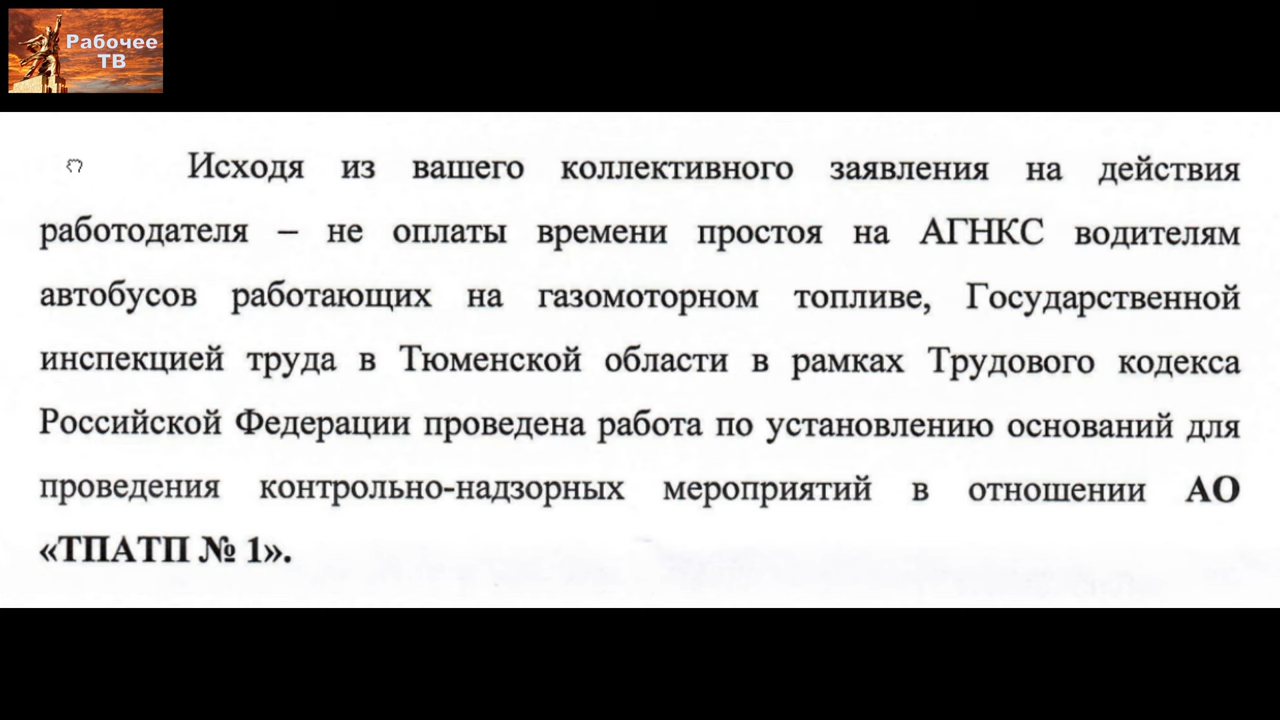 Рабочее
ТВ
Исходя из вашего коллективного заявления на действия
работодателя – не оплаты времени простоя на АГНКС водителям
автобусов работающих на газомоторном топливе, Государственной
инспекцией труда в Тюменской области в рамках Трудового кодекса
Российской Федерации проведена работа по установлению оснований для
проведения контрольно-надзорных мероприятий в отношении АО
«ТПАТП № 1».